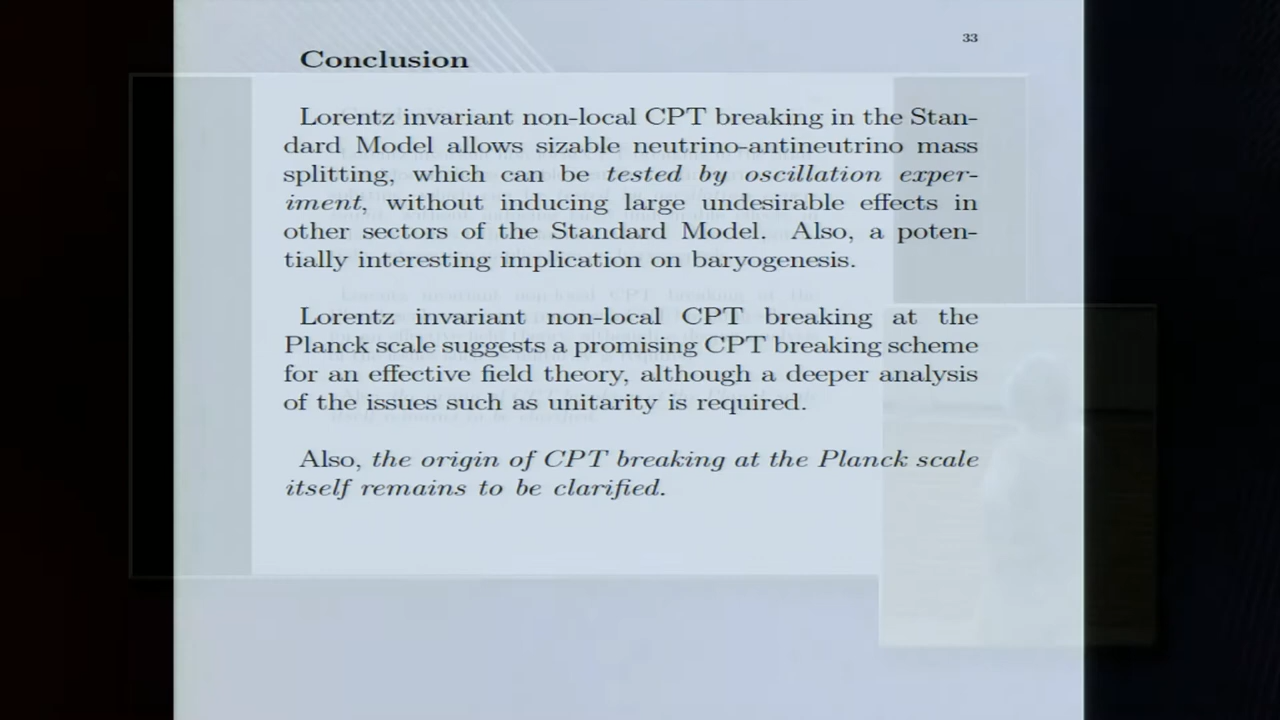 33
Conclusion
Lorentz invariant non-local CPT breaking in the Stan-
dard Model allows sizable neutrino-antineutrino mass
splitting, which can be tested by oscillation exper-
iment, without inducing large undesirable effects in
other sectors of the Standard Model. Also, a poten-
tially interesting implication on baryogenesis.
Lorentz invariant non-local CPT breaking at the
Planck scale suggests a promising CPT breaking scheme
for an effective field theory, although a deeper analysis
of the issues such as unitarity is required.
Also, the origin of CPT breaking at the Planck scale
itself remains to be clarified.